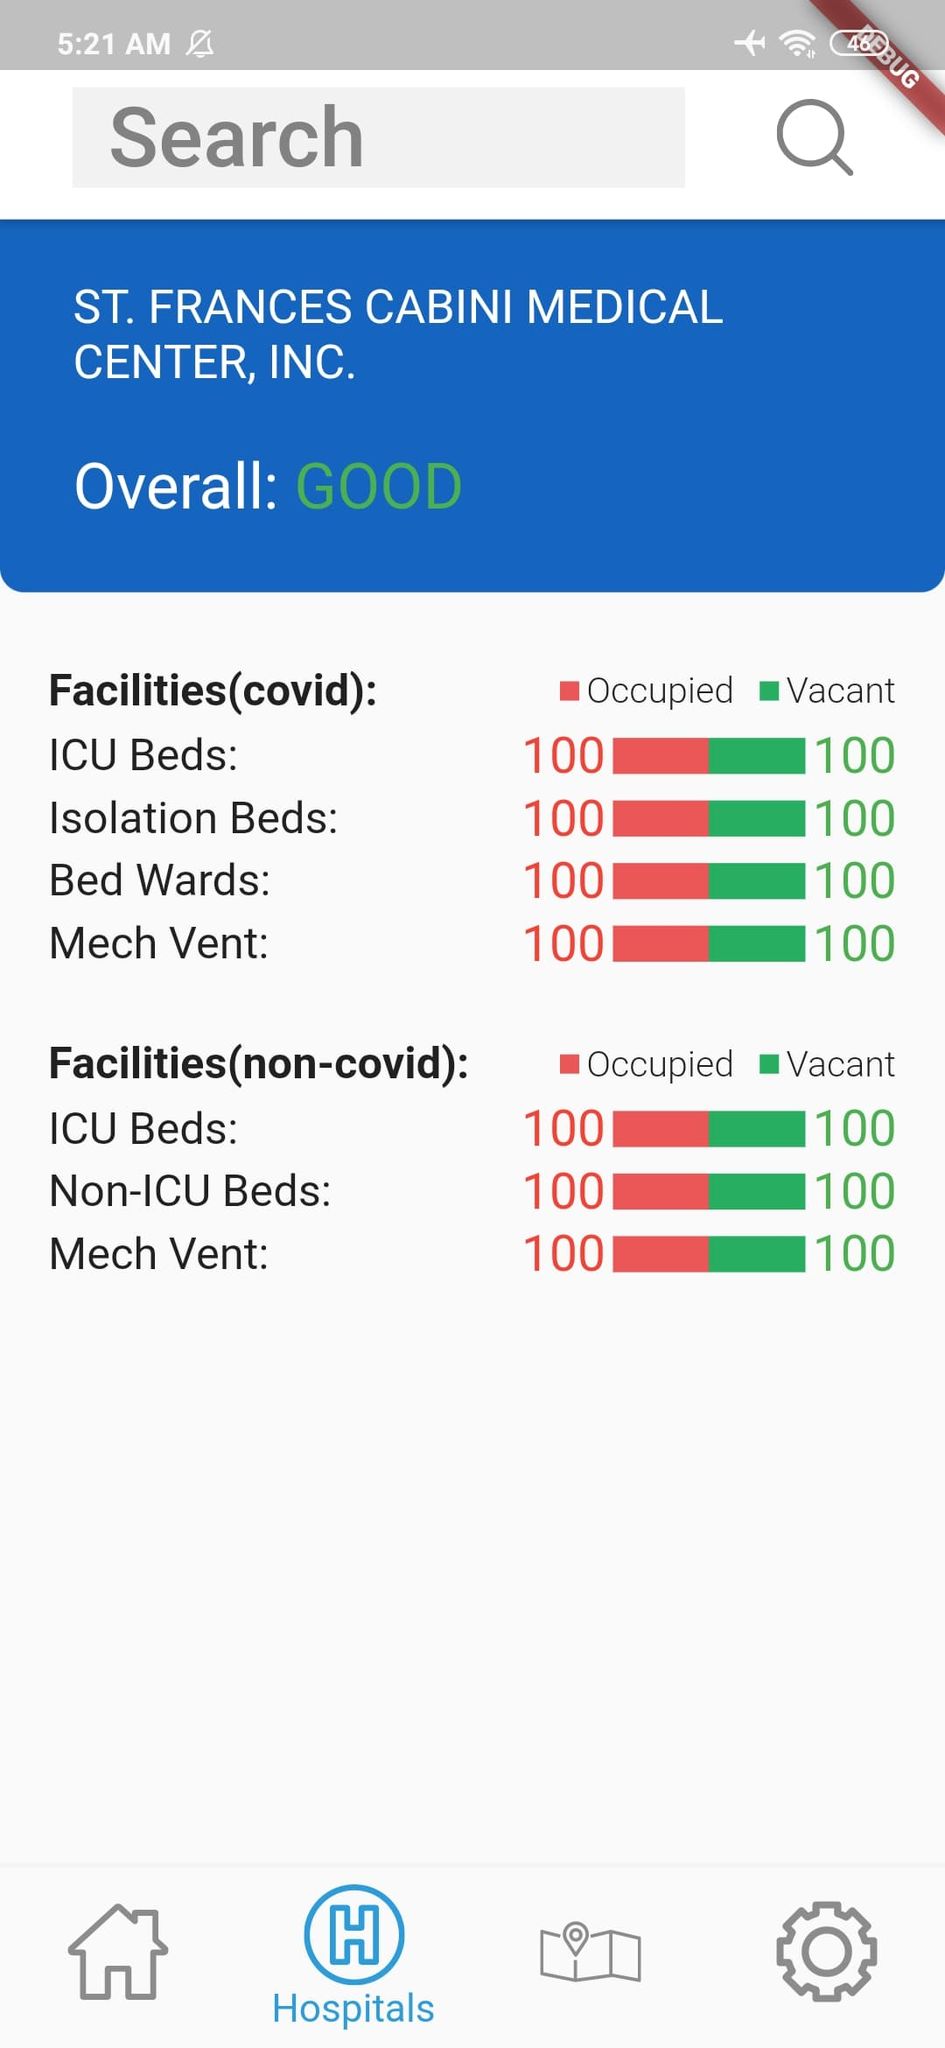 5:21 AM
46
DEBUG
Search
ST. FRANCES CABINI MEDICAL
CENTER, INC.
Overall: GOOD
Facilities(covid): Occupied Vacant
ICU Beds: 100 100
Isolation Beds: 100 100
Bed Wards: 100 100
Mech Vent: 100 100
Facilities(non-covid): Occupied Vacant
ICU Beds: 100 100
Non-ICU Beds: 100 100
Mech Vent: 100 100
H
Hospitals